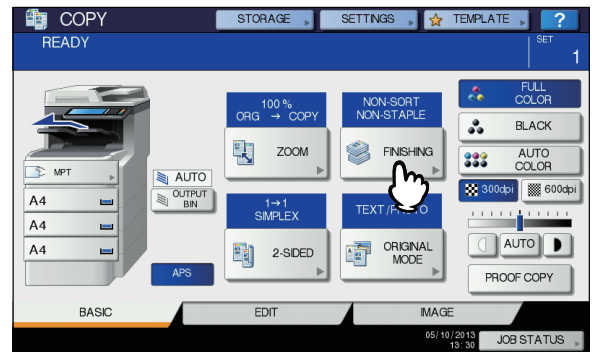 COPY
STORAGE
SETTINGS
TEMPLATE
?
READY
SET
1
100 %
ORG → COPY
ZOOM
NON-SORT
NON-STAPLE
FINISHING
FULL
COLOR
BLACK
AUTO
COLOR
300dpi
600dpi
MPT
A4
A4
A4
AUTO
OUTPUT
BIN
APS
1→1
SIMPLEX
2-SIDED
TEXT/PHOTO
ORIGINAL
MODE
AUTO
PROOF COPY
BASIC
EDIT
IMAGE
05/10/2013
13:30
JOB STATUS